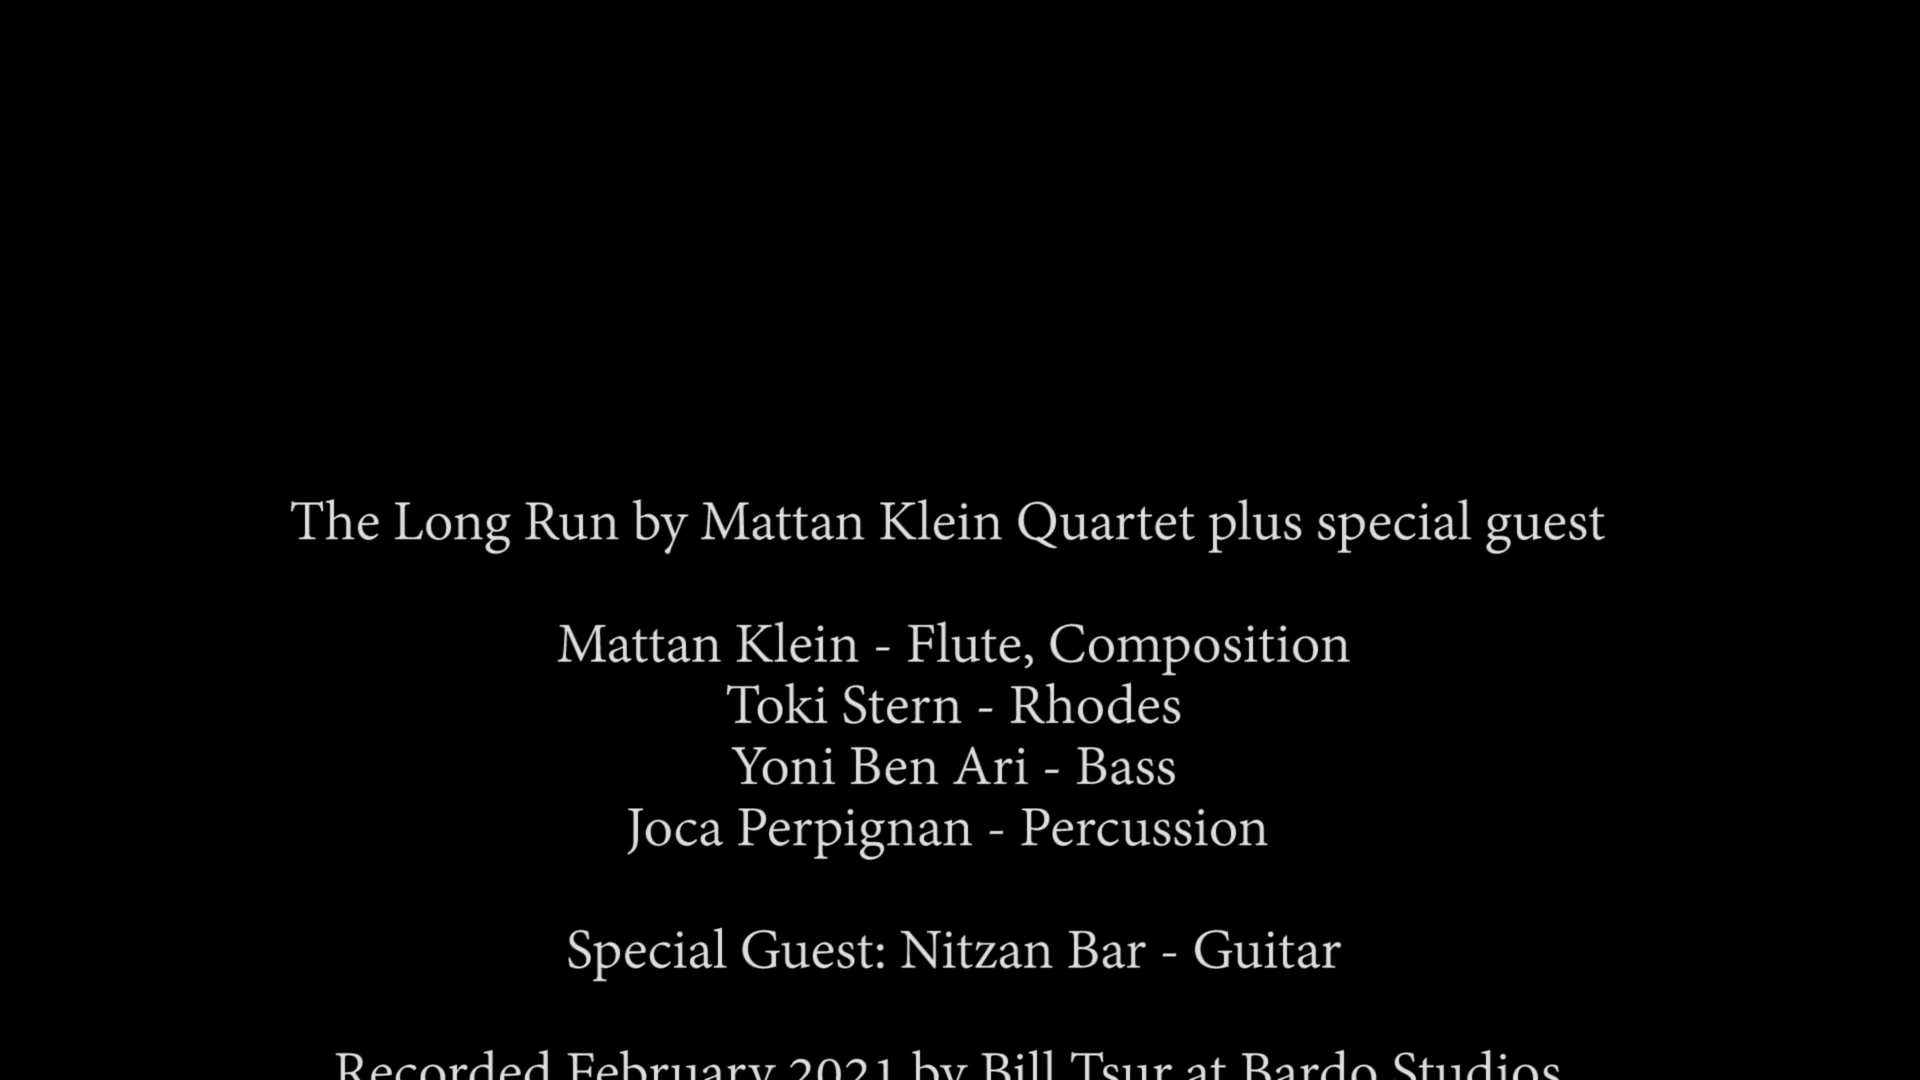 The Long Run by Mattan Klein Quartet plus special guest
Mattan Klein - Flute, Composition
Toki Stern - Rhodes
Yoni Ben Ari - Bass
Joca Perpignan - Percussion
Special Guest: Nitzan Bar - Guitar
Recorded February 2021 by Bill Tsur at Bardo Studios